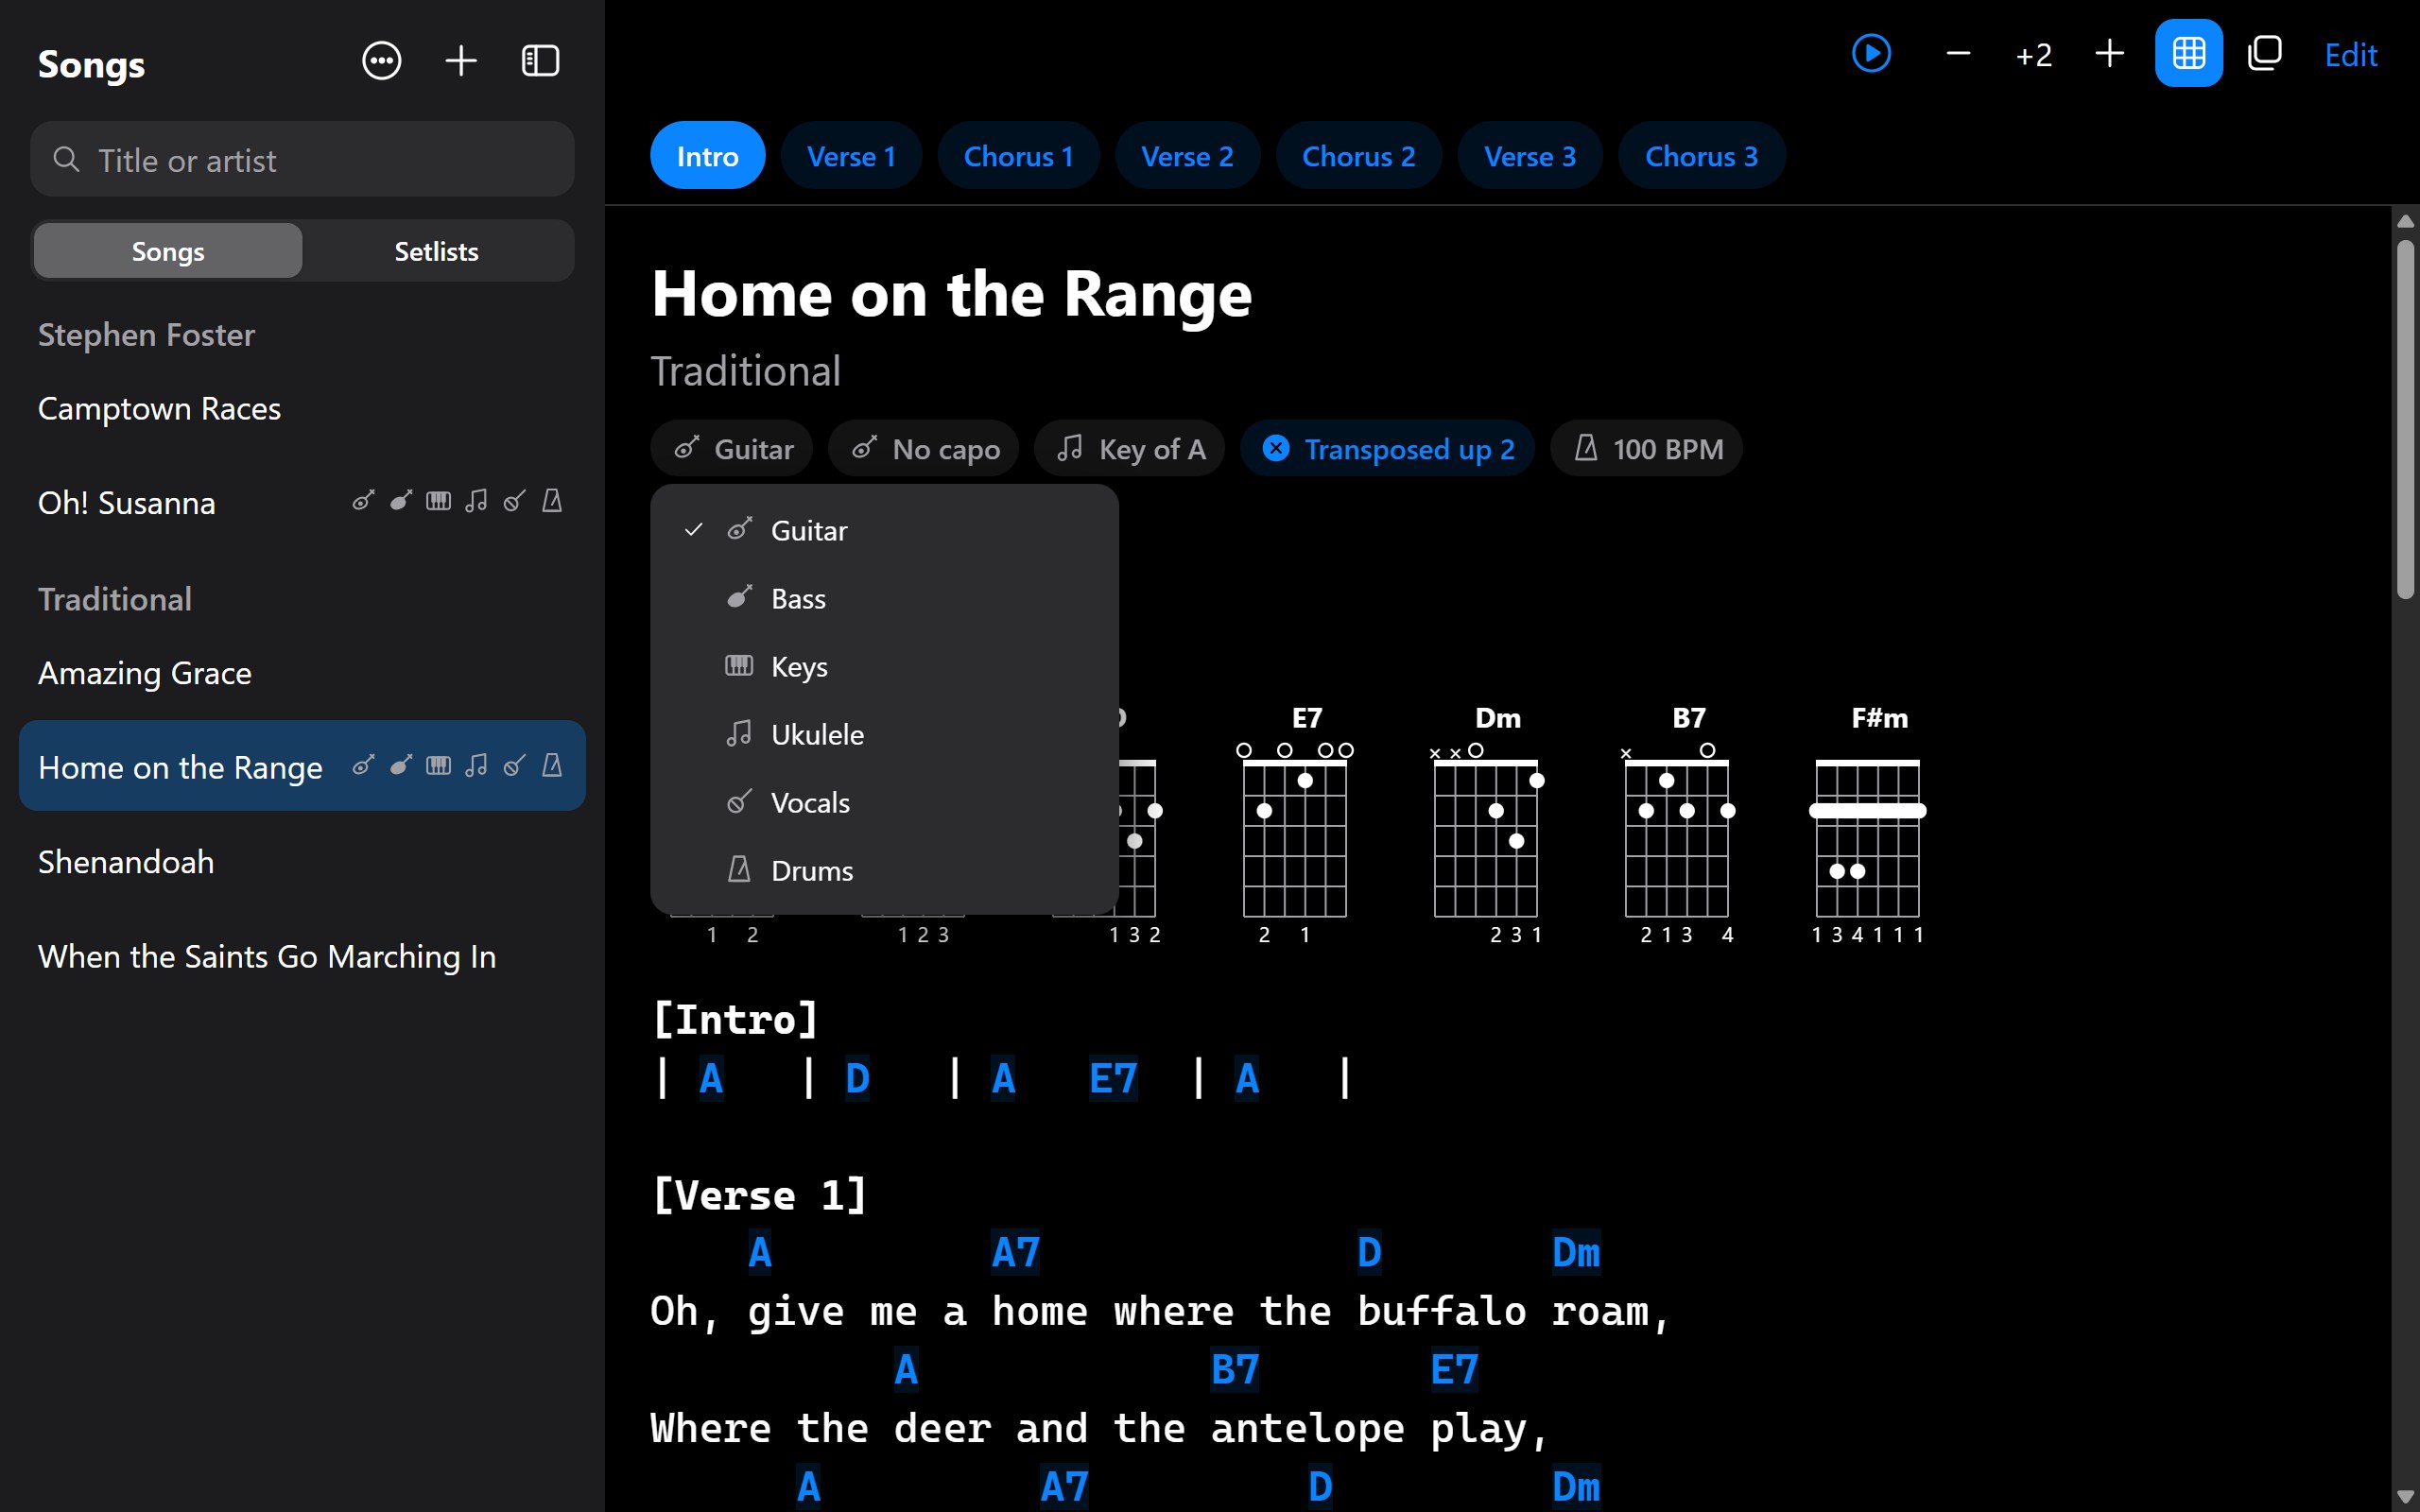 Songs
Title or artist
Songs Setlists
Stephen Foster
Camptown Races
Oh! Susanna
Traditional
Amazing Grace
Home on the Range
Shenandoah
When the Saints Go Marching In
+2 Edit
Intro Verse 1 Chorus 1 Verse 2 Chorus 2 Verse 3 Chorus 3
Home on the Range
Traditional
Guitar No capo Key of A Transposed up 2 100 BPM
Guitar
Bass
Keys
Ukulele
Vocals
Drums
E7 Dm B7 F#m
1 2 1 2 3 1 3 2 2 1 2 3 1 2 1 3 4 1 3 4 1 1 1
[Intro]
| A | D | A E7 | A |
[Verse 1]
A A7 D Dm
Oh, give me a home where the buffalo roam,
A B7 E7
Where the deer and the antelope play,
A A7 D Dm